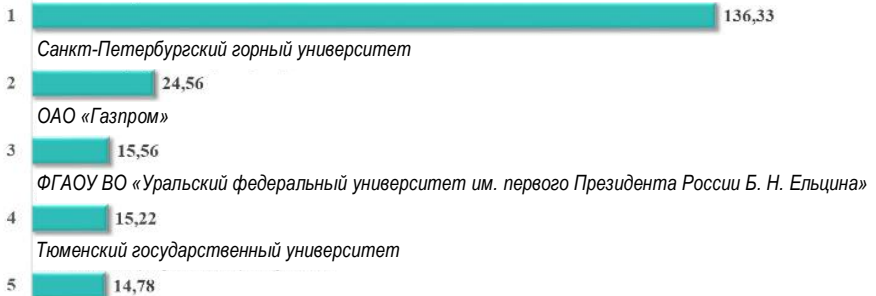 1 136,33
Санкт-Петербургский горный университет
2 24,56
ОАО «Газпром»
3 15,56
ФГАОУ ВО «Уральский федеральный университет им. первого Президента России Б. Н. Ельцина»
4 15,22
Тюменский государственный университет
5 14,78